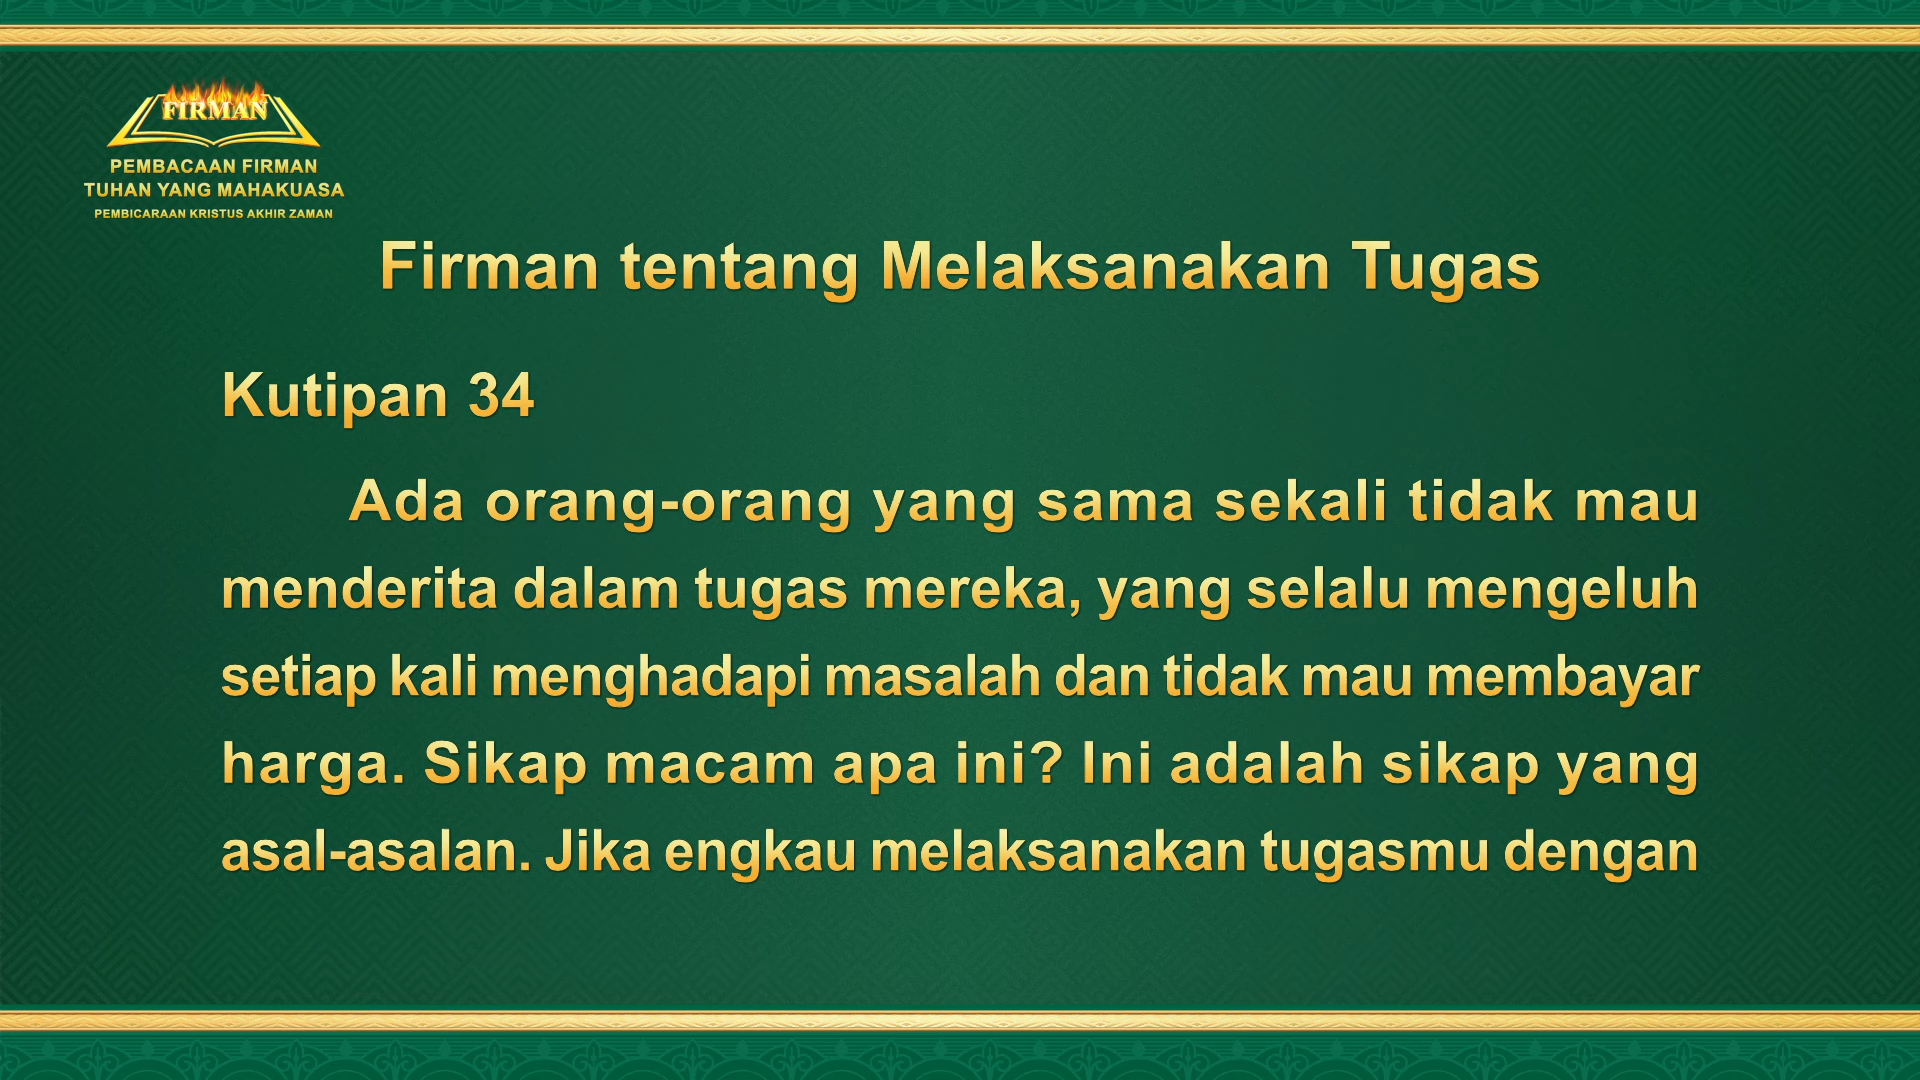 FIRMAN
PEMBACAAN FIRMAN
TUHAN YANG MAHAKUASA
PEMBICARAAN KRISTUS AKHIR ZAMAN
Firman tentang Melaksanakan Tugas
Kutipan 34
Ada orang-orang yang sama sekali tidak mau
menderita dalam tugas mereka, yang selalu mengeluh
setiap kali menghadapi masalah dan tidak mau membayar
harga. Sikap macam apa ini? Ini adalah sikap yang
asal-asalan. Jika engkau melaksanakan tugasmu dengan